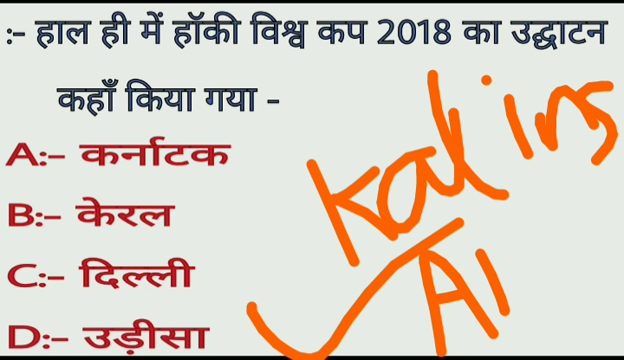 :- हाल ही में हॉकी विश्व कप 2018 का उद्घाटन
कहाँ किया गया -
A:- कर्नाटक
B:- केरल
C:- दिल्ली
D:- उड़ीसा
Kalins
AI